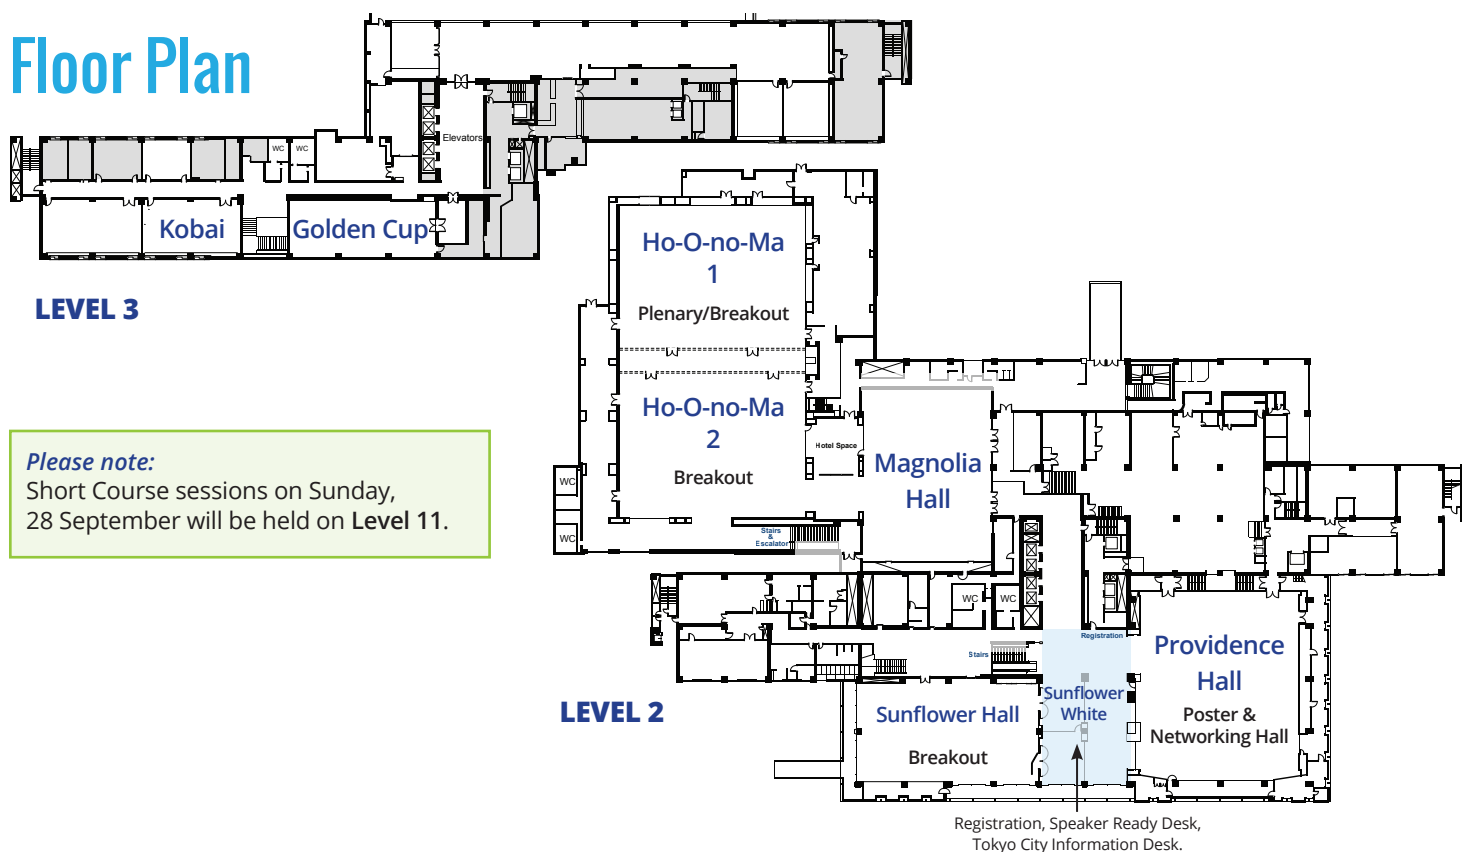 Floor Plan
Elevators
WC
WC
Kobai
Golden Cup
LEVEL 3
Ho-O-no-Ma
1
Plenary/Breakout
Ho-O-no-Ma
2
Breakout
Hotel Space
Magnolia
Hall
Please note:
Short Course sessions on Sunday,
28 September will be held on Level 11.
WC
WC
Stairs
&
Escalator
WC
WC
Registration
Stairs
Providence
Hall
Poster &
Networking Hall
LEVEL 2
Sunflower Hall
Breakout
Sunflower
White
Registration, Speaker Ready Desk,
Tokyo City Information Desk.